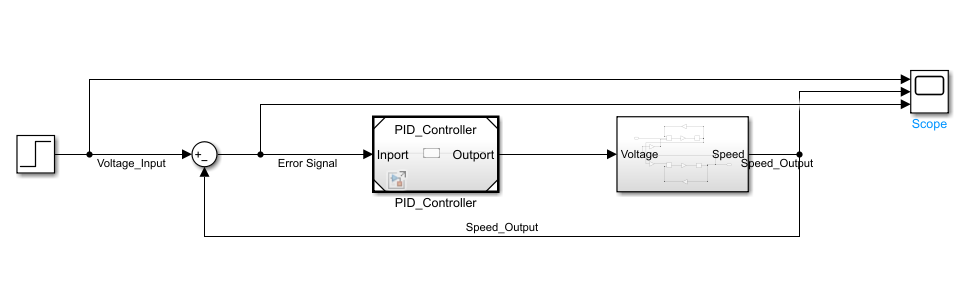 Scope
PID_Controller
Voltage_Input
+
_
Error Signal
Inport
Outport
Voltage
Speed
Speed_Output
PID_Controller
Speed_Output